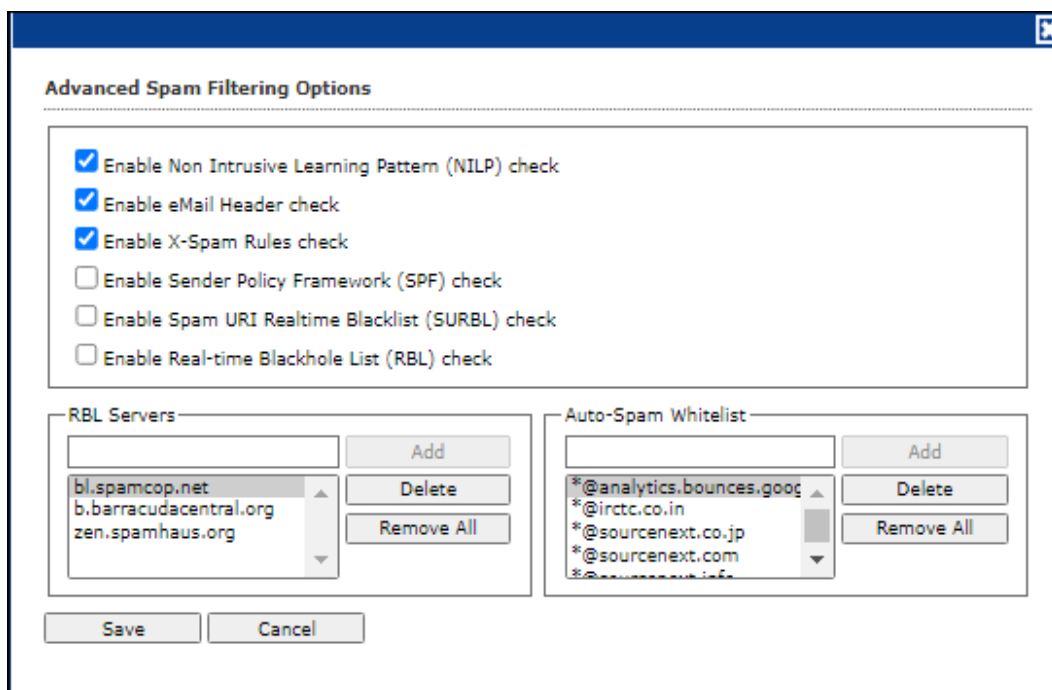 Advanced Spam Filtering Options
Enable Non Intrusive Learning Pattern (NILP) check
Enable eMail Header check
Enable X-Spam Rules check
Enable Sender Policy Framework (SPF) check
Enable Spam URI Realtime Blacklist (SURBL) check
Enable Real-time Blackhole List (RBL) check
RBL Servers
Add
bl.spamcop.net
b.barracudacentral.org
zen.spamhaus.org
Delete
Remove All
Auto-Spam Whitelist
Add
*@analytics.bounces.goog
*@irctc.co.in
*@sourcenext.co.jp
*@sourcenext.com
Delete
Remove All
Save
Cancel